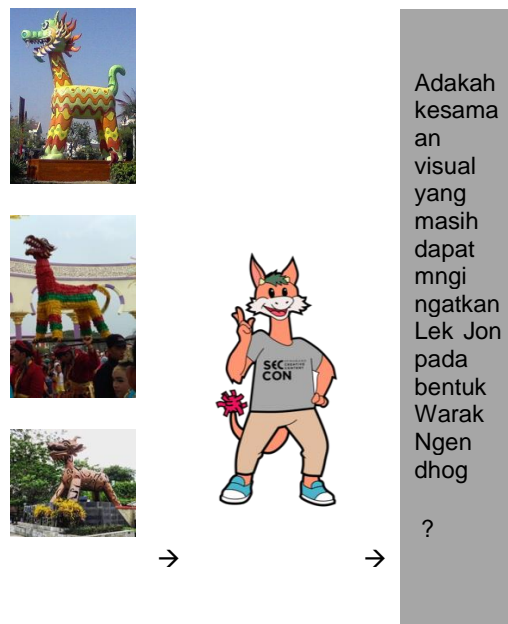 SEC
CON
→
→
Adakah
kesama
an
visual
yang
masih
dapat
mngi
ngatkan
Lek Jon
pada
bentuk
Warak
Ngen
dhog
?